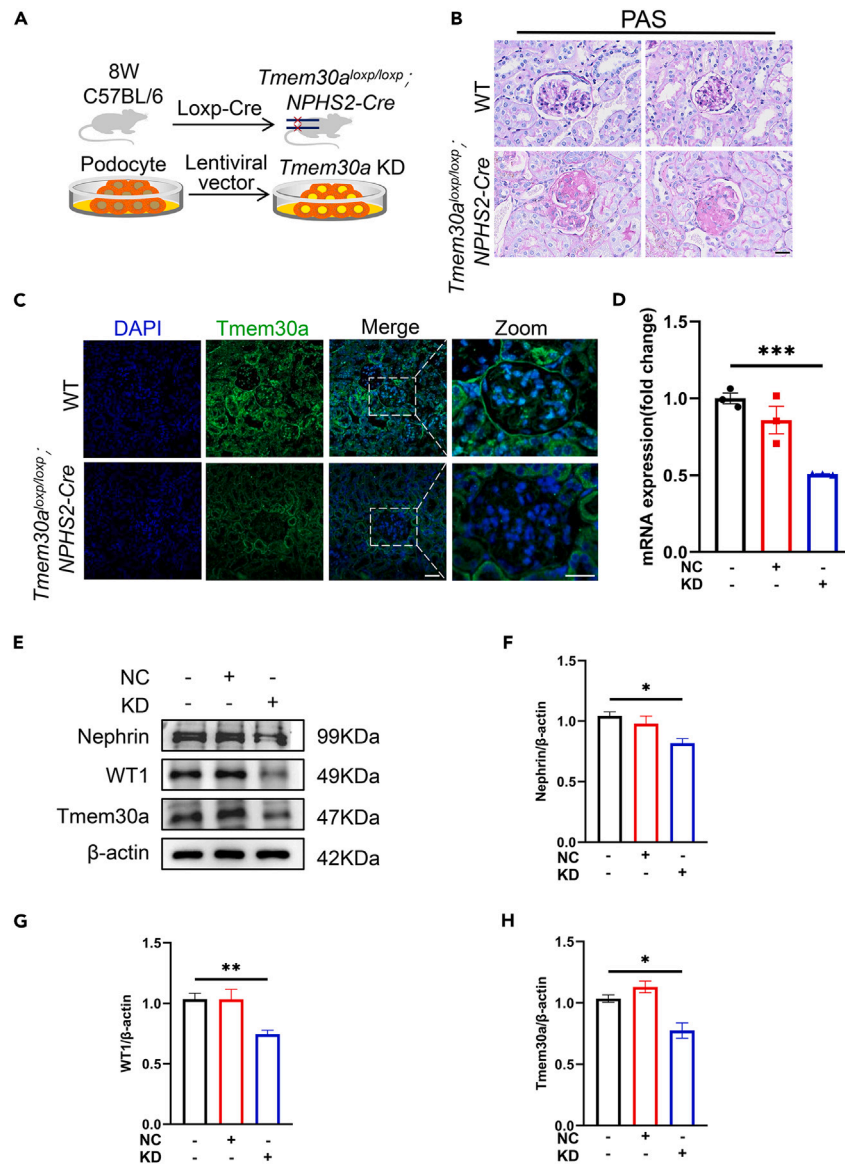 A
8W
C57BL/6
Loxp-Cre
Tmem30a^loxp/loxp;
NPHS2-Cre
Podocyte
Lentiviral
vector
Tmem30a KD
B
PAS
WT
Tmem30a^loxp/loxp;
NPHS2-Cre
C
DAPI
Tmem30a
Merge
Zoom
WT
Tmem30a^loxp/loxp;
NPHS2-Cre
D
mRNA expression(fold change)
1.5
1.0
0.5
0.0
***
NC - + -
KD - - +
E
NC - + -
KD - - +
Nephrin 99KDa
WT1 49KDa
Tmem30a 47KDa
β-actin 42KDa
F
Nephrin/β-actin
1.5
1.0
0.5
0.0
*
NC - + -
KD - - +
G
WT1/β-actin
1.5
1.0
0.5
0.0
**
NC - + -
KD - - +
H
Tmem30a/β-actin
1.5
1.0
0.5
0.0
*
NC - + -
KD - - +